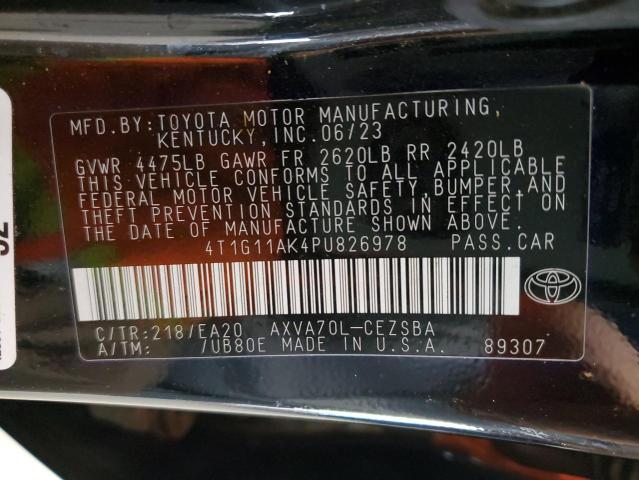 MFD.BY:TOYOTA MOTOR MANUFACTURING,
KENTUCKY,INC.06/23
GVWR 4475LB GAWR FR 2620LB RR 2420LB
THIS VEHICLE CONFORMS TO ALL APPLICABLE
FEDERAL MOTOR VEHICLE SAFETY,BUMPER,AND
THEFT PREVENTION STANDARDS IN EFFECT ON
THE DATE OF MANUFACTURE SHOWN ABOVE.
4T1G11AK4PU826978 PASS.CAR
C/TR:218/EA20 AXVA70L-CEZSBA
A/TM: /UB80E MADE IN U.S.A. 89307